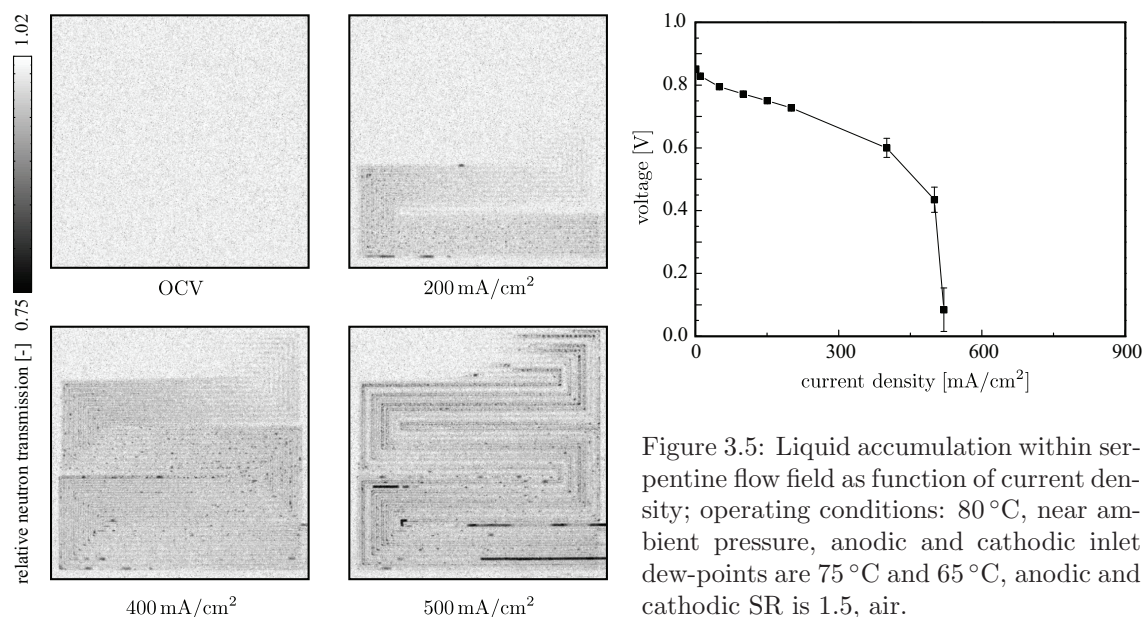 relative neutron transmission [-] 0.75 1.02
OCV
200 mA/cm²
400 mA/cm²
500 mA/cm²
1.0
0.8
0.6
0.4
0.2
0.0
voltage [V]
0 300 600 900
current density [mA/cm²]
Figure 3.5: Liquid accumulation within ser-
pentine flow field as function of current den-
sity; operating conditions: 80 °C, near am-
bient pressure, anodic and cathodic inlet
dew-points are 75 °C and 65 °C, anodic and
cathodic SR is 1.5, air.